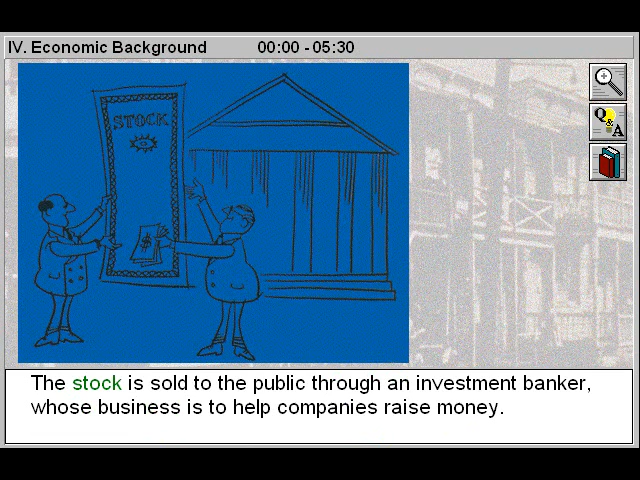 IV. Economic Background 00:00 - 05:30
STOCK
$
Q&A
The stock is sold to the public through an investment banker,
whose business is to help companies raise money.